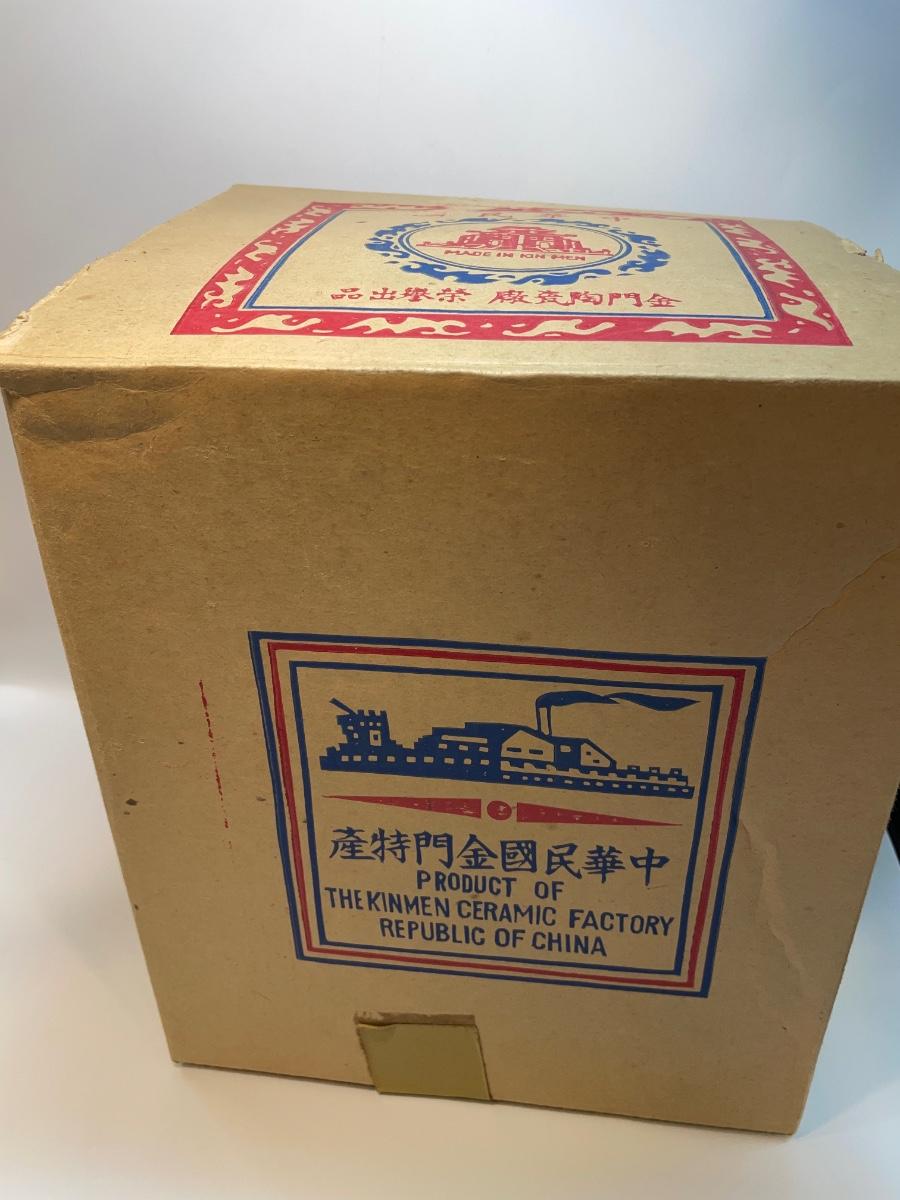 MADE IN KIN MEN
金門陶瓷廠 榮譽出品
中華民國金門特產
PRODUCT OF
THE KINMEN CERAMIC FACTORY
REPUBLIC OF CHINA